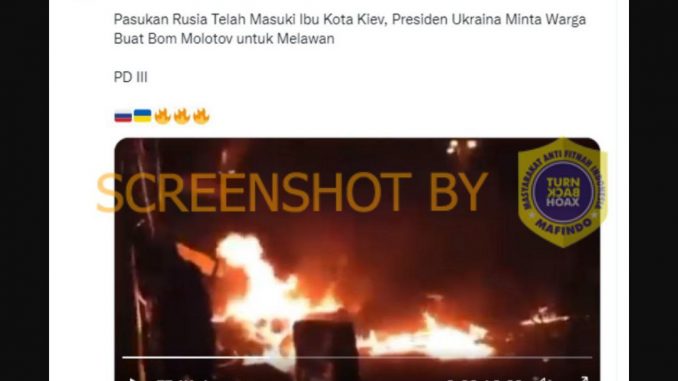 Pasukan Rusia Telah Masuki Ibu Kota Kiev, Presiden Ukraina Minta Warga
Buat Bom Molotov untuk Melawan
PD III
SCREENSHOT BY
MASYARAKAT ANTI FITNAH INDONESIA
TURN
BACK
HOAX
MAFINDO